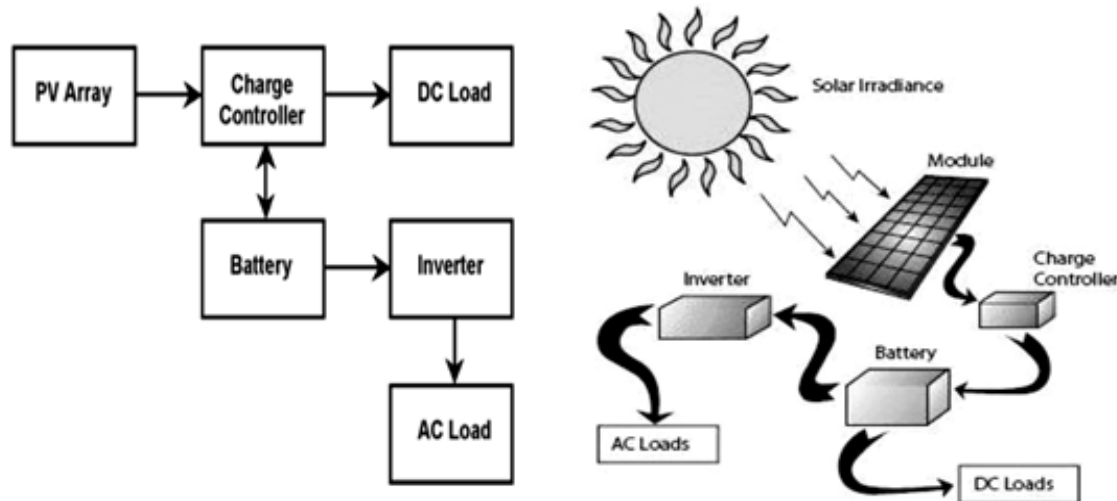 PV Array
Charge
Controller
DC Load
Battery
Inverter
AC Load
Solar Irradiance
Module
Charge
Controller
Inverter
Battery
AC Loads
DC Loads